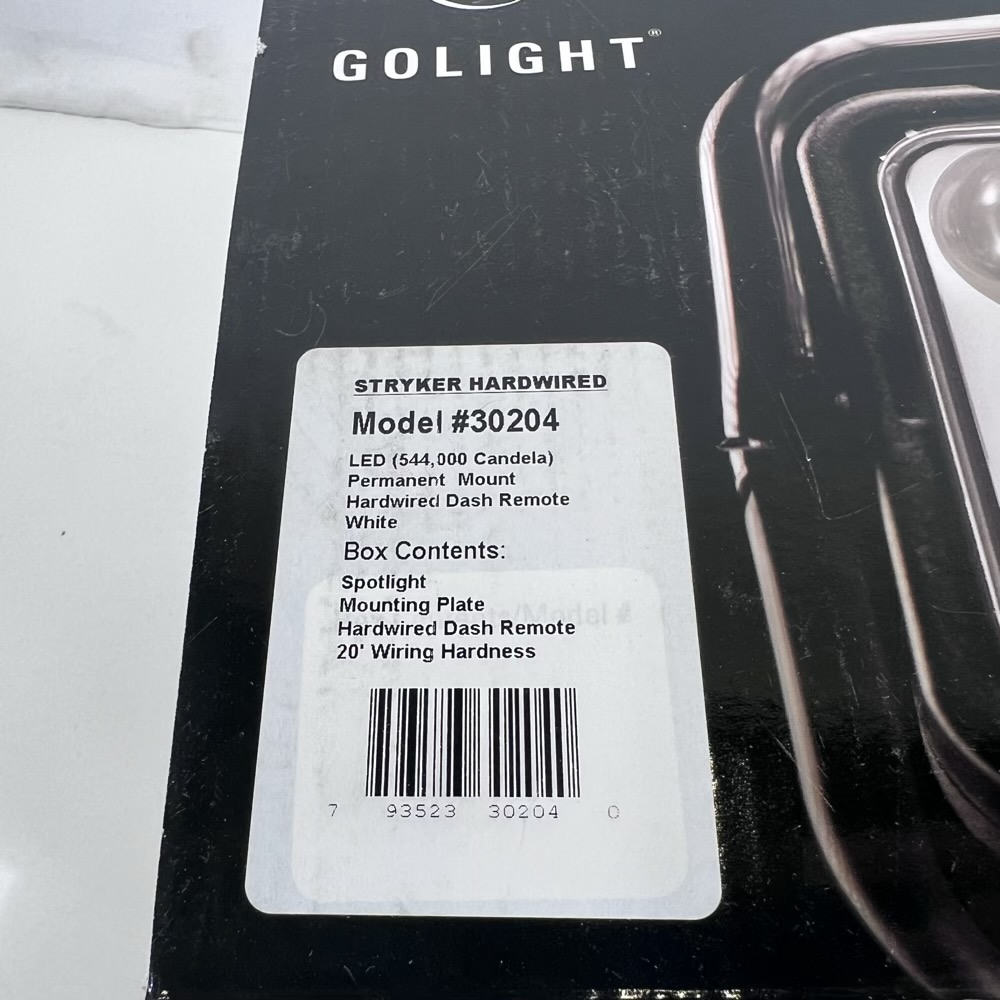 GOLIGHT®
STRYKER HARDWIRED
Model #30204
LED (544,000 Candela)
Permanent Mount
Hardwired Dash Remote
White
Box Contents:
Spotlight
Mounting Plate
Hardwired Dash Remote
20' Wiring Hardness
/Model #
7 93523 30204 0